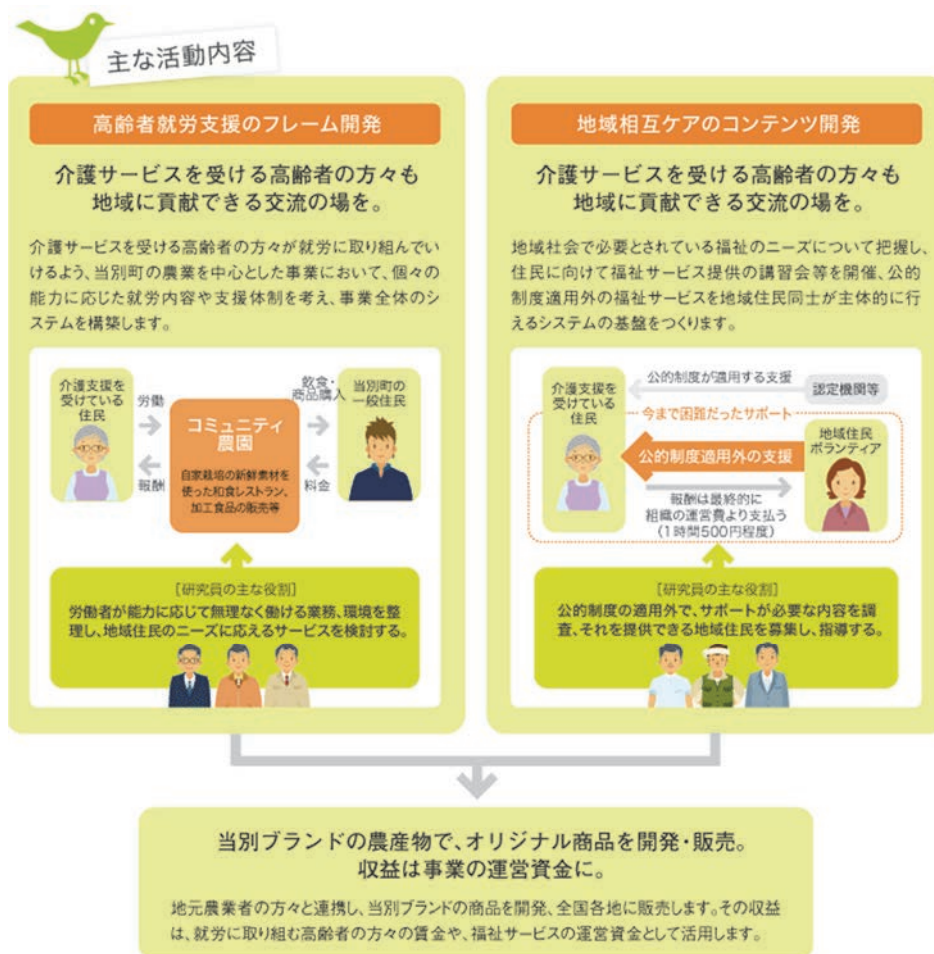 主な活動内容
高齢者就労支援のフレーム開発
介護サービスを受ける高齢者の方々も
地域に貢献できる交流の場を。
介護サービスを受ける高齢者の方々が就労に取り組んでい
けるよう、当別町の農業を中心とした事業において、個々の
能力に応じた就労内容や支援体制を考え、事業全体のシ
ステムを構築します。
介護支援を
受けている
住民
労働
報酬
コミュニティ
農園
自家栽培の新鮮素材を
使った和食レストラン、
加工食品の販売等
飲食・
商品購入
料金
当別町の
一般住民
[研究員の主な役割]
労働者が能力に応じて無理なく働ける業務、環境を整
理し、地域住民のニーズに応えるサービスを検討する。
地域相互ケアのコンテンツ開発
介護サービスを受ける高齢者の方々も
地域に貢献できる交流の場を。
地域社会で必要とされている福祉のニーズについて把握し、
住民に向けて福祉サービス提供の講習会等を開催、公的
制度適用外の福祉サービスを地域住民同士が主体的に行
えるシステムの基盤をつくります。
介護支援を
受けている
住民
公的制度が適用する支援
認定機関等
今まで困難だったサポート
公的制度適用外の支援
地域住民
ボランティア
報酬は最終的に
組織の運営費より支払う
(1時間500円程度)
[研究員の主な役割]
公的制度の適用外で、サポートが必要な内容を調
査、それを提供できる地域住民を募集し、指導する。
当別ブランドの農産物で、オリジナル商品を開発・販売。
収益は事業の運営資金に。
地元農業者の方々と連携し、当別ブランドの商品を開発、全国各地に販売します。その収益
は、就労に取り組む高齢者の方々の賃金や、福祉サービスの運営資金として活用します。